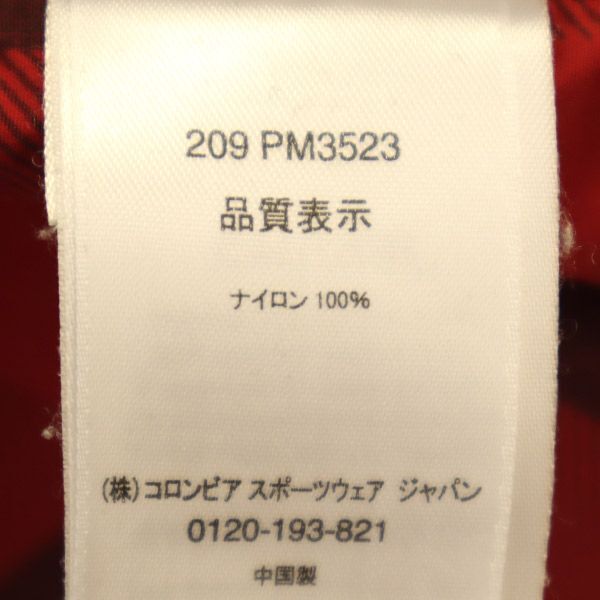 209 PM3523
品質表示
ナイロン 100%
(株)コロンビア スポーツウェア ジャパン
0120-193-821
中国製